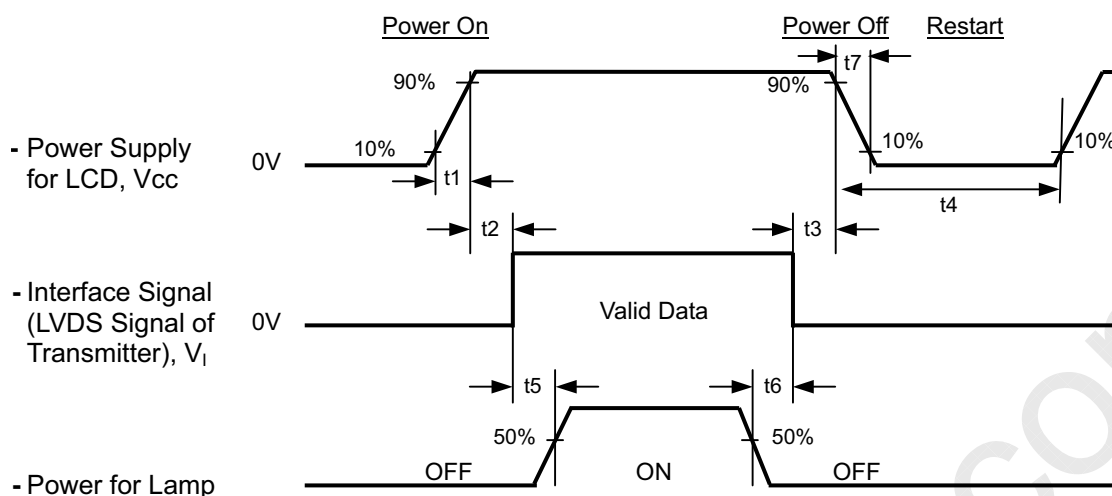 Power On
Power Off
Restart
t7
90%
90%
- Power Supply
for LCD, Vcc
0V
10%
10%
10%
t1
t4
t2
t3
- Interface Signal
(LVDS Signal of
Transmitter), VI
0V
Valid Data
t5
t6
50%
50%
- Power for Lamp
OFF
ON
OFF